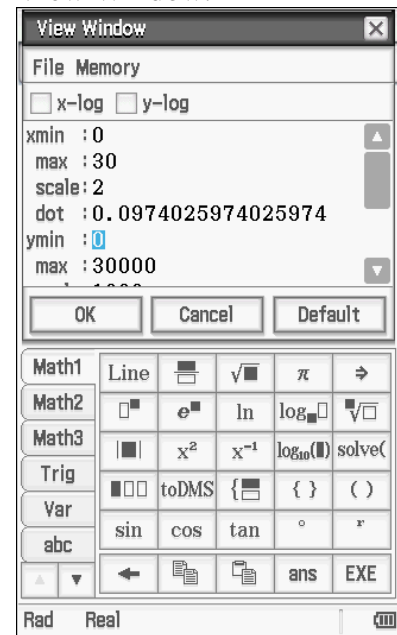 View Window
File Memory
x-log y-log
xmin :0
max :30
scale:2
dot :0.0974025974025974
ymin :0
max :30000
OK Cancel Default
Math1 Line √ π ⇒
Math2 e ln log √
Math3 |■| x² x⁻¹ log₁₀(■) solve(
Trig toDMS { { } ( )
Var sin cos tan ° r
abc
← ans EXE
Rad Real